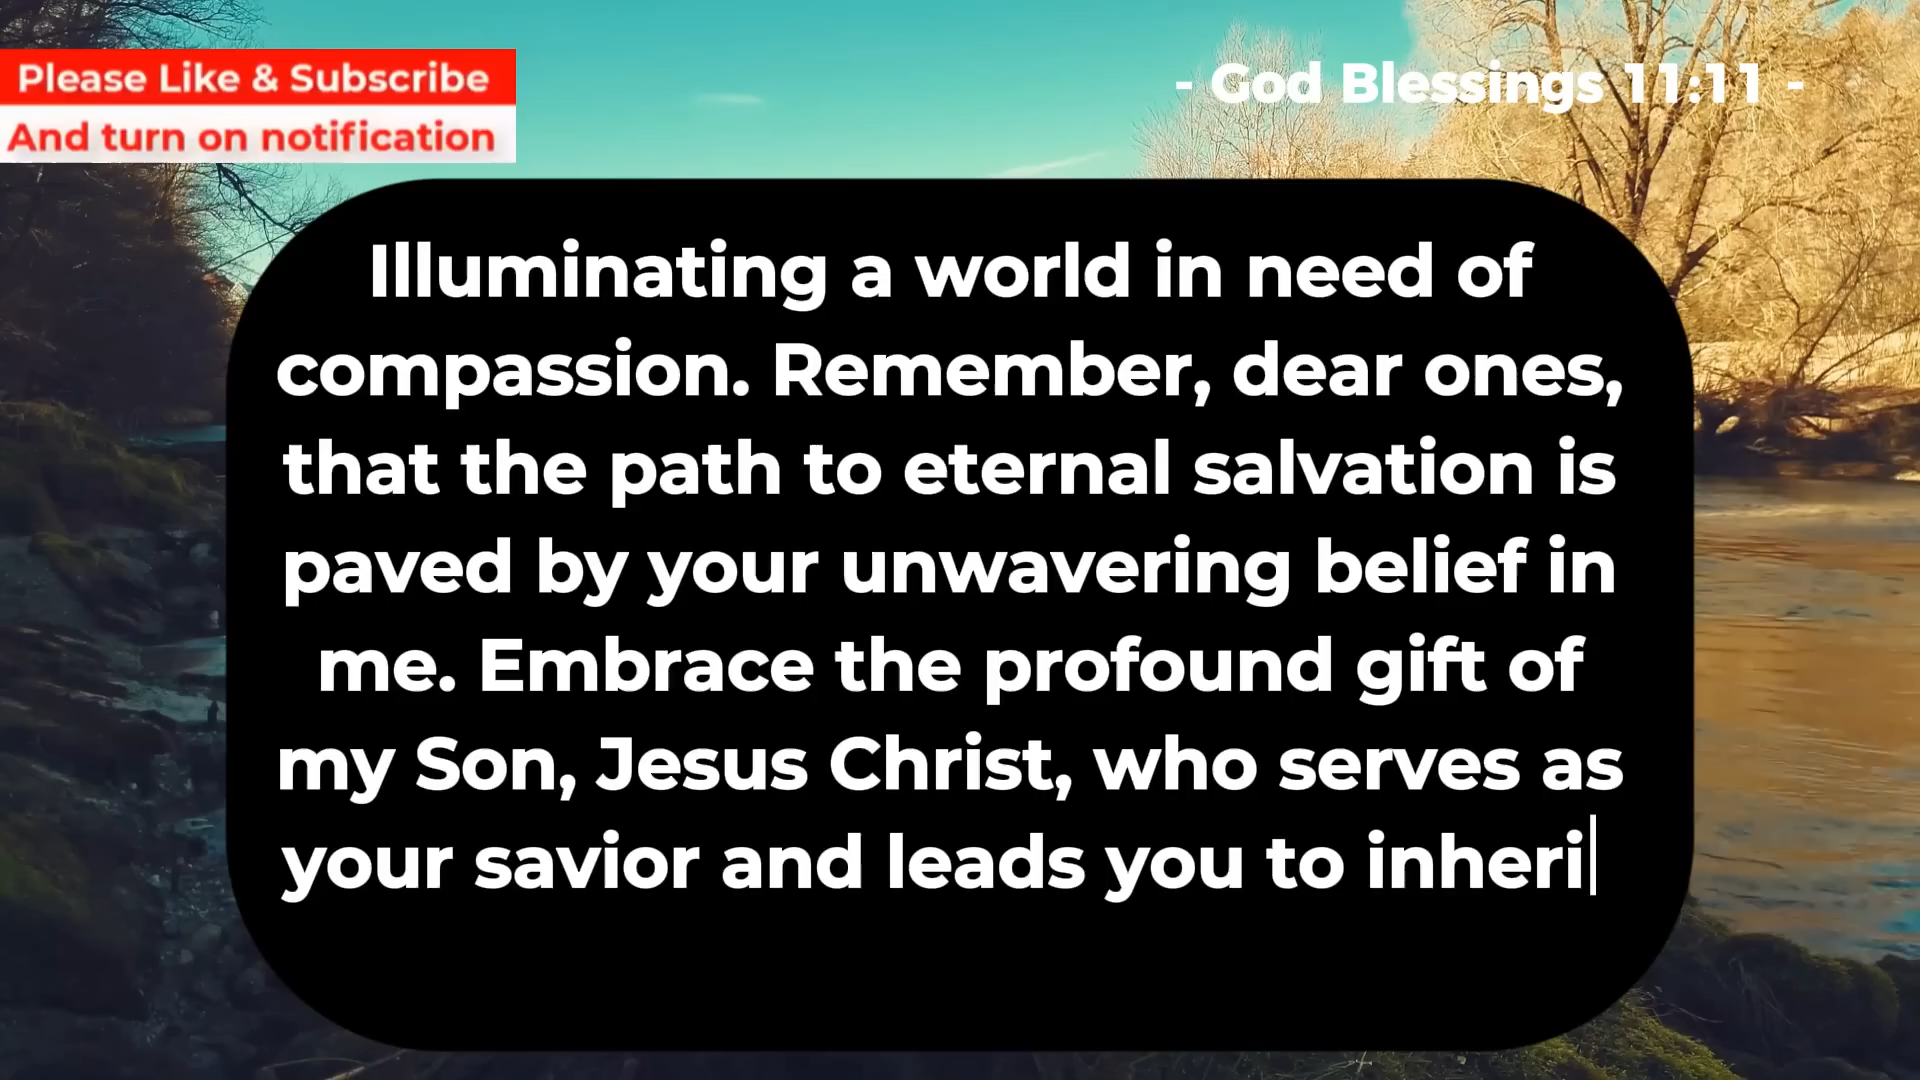 Please Like & Subscribe
And turn on notification
- God Blessings 11:11 -
Illuminating a world in need of
compassion. Remember, dear ones,
that the path to eternal salvation is
paved by your unwavering belief in
me. Embrace the profound gift of
my Son, Jesus Christ, who serves as
your savior and leads you to inheri